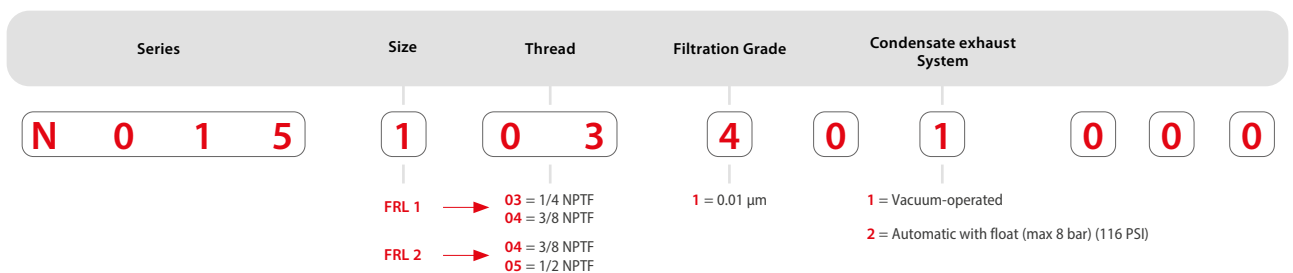 Series Size Thread Filtration Grade Condensate exhaust System
N 0 1 5 1 0 3 4 0 1 0 0 0
FRL 1
03 = 1/4 NPTF
04 = 3/8 NPTF
FRL 2
04 = 3/8 NPTF
05 = 1/2 NPTF
1 = 0.01 µm
1 = Vacuum-operated
2 = Automatic with float (max 8 bar) (116 PSI)